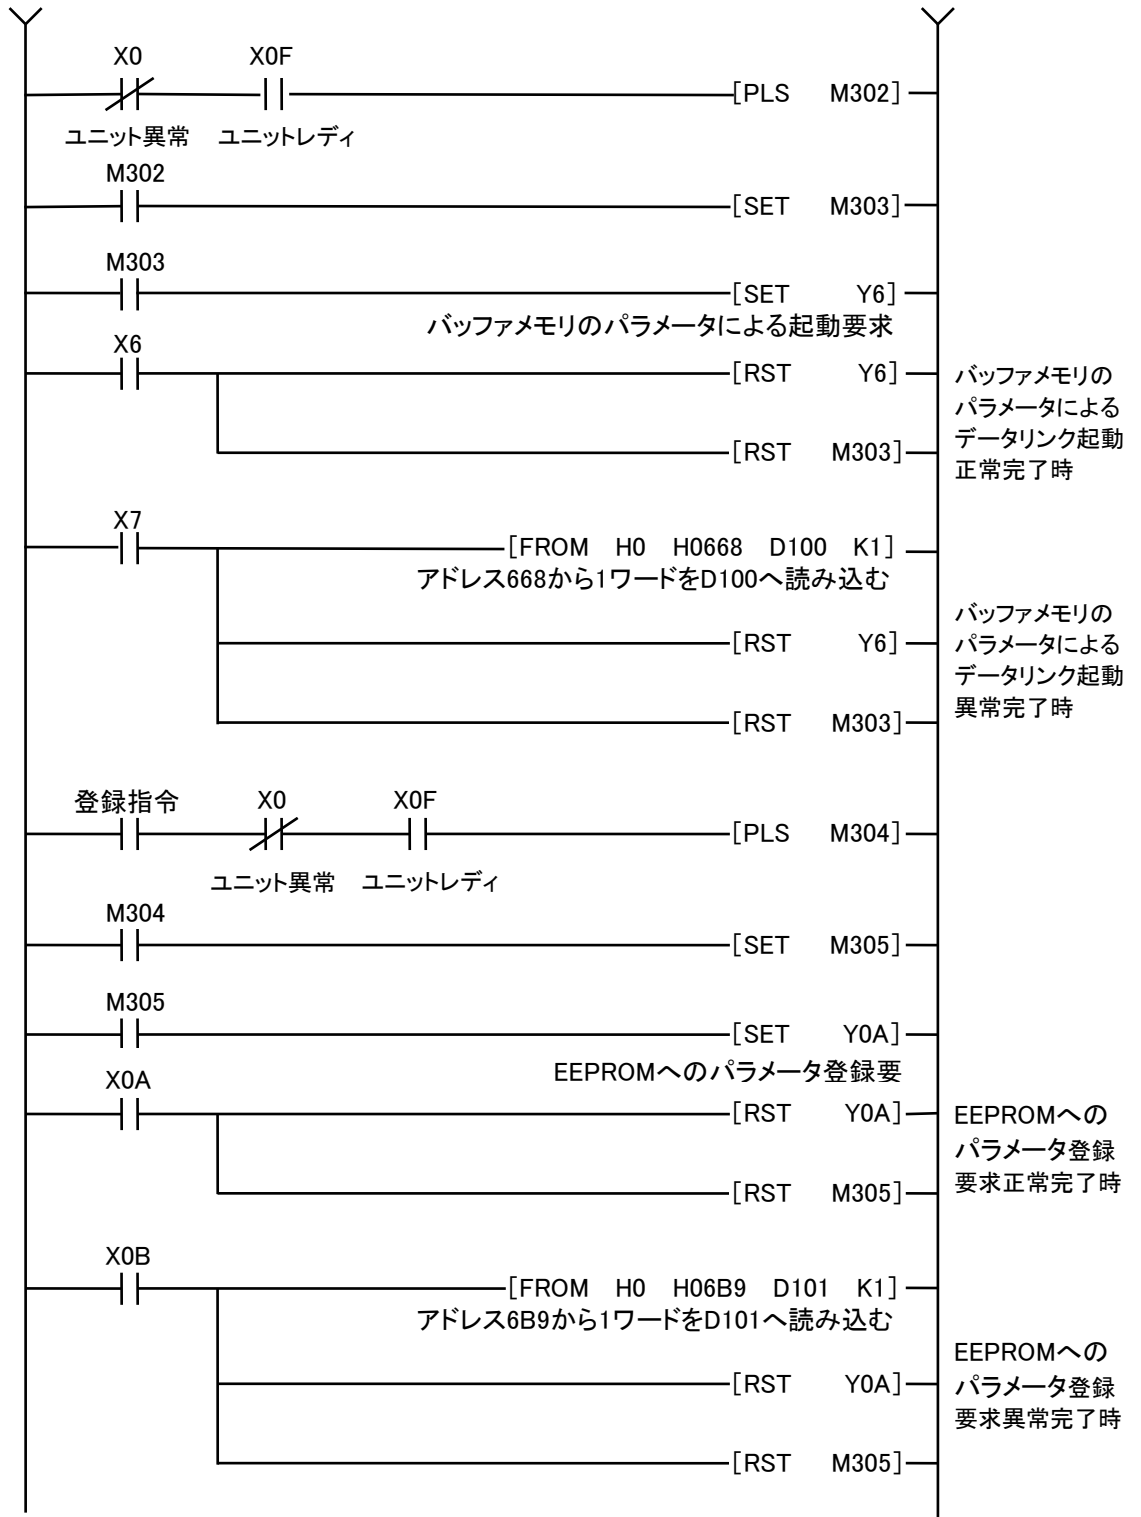 X0 X0F
[PLS M302]
ユニット異常 ユニットレディ
M302
[SET M303]
M303
[SET Y6]
バッファメモリのパラメータによる起動要求
X6
[RST Y6]
[RST M303]
バッファメモリの
パラメータによる
データリンク起動
正常完了時
X7
[FROM H0 H0668 D100 K1]
アドレス668から1ワードをD100へ読み込む
[RST Y6]
[RST M303]
バッファメモリの
パラメータによる
データリンク起動
異常完了時
登録指令 X0 X0F
[PLS M304]
ユニット異常 ユニットレディ
M304
[SET M305]
M305
[SET Y0A]
EEPROMへのパラメータ登録要
X0A
[RST Y0A]
[RST M305]
EEPROMへの
パラメータ登録
要求正常完了時
X0B
[FROM H0 H06B9 D101 K1]
アドレス6B9から1ワードをD101へ読み込む
[RST Y0A]
[RST M305]
EEPROMへの
パラメータ登録
要求異常完了時